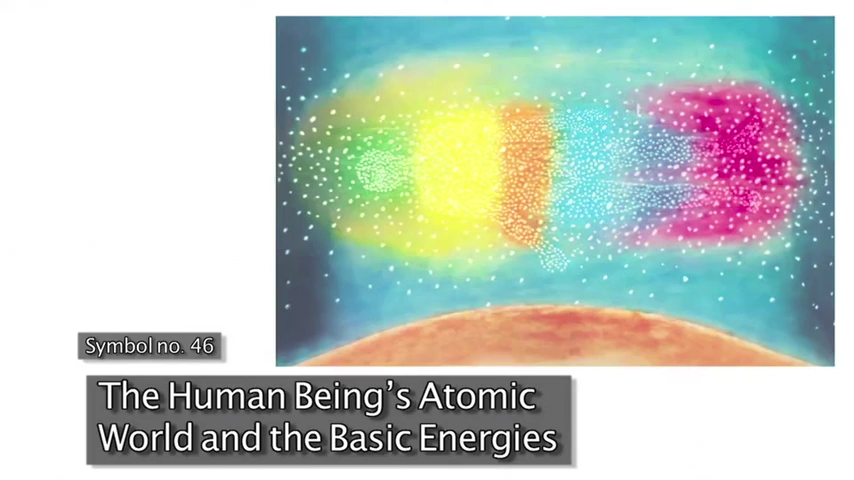 Symbol no. 46
The Human Being’s Atomic
World and the Basic Energies